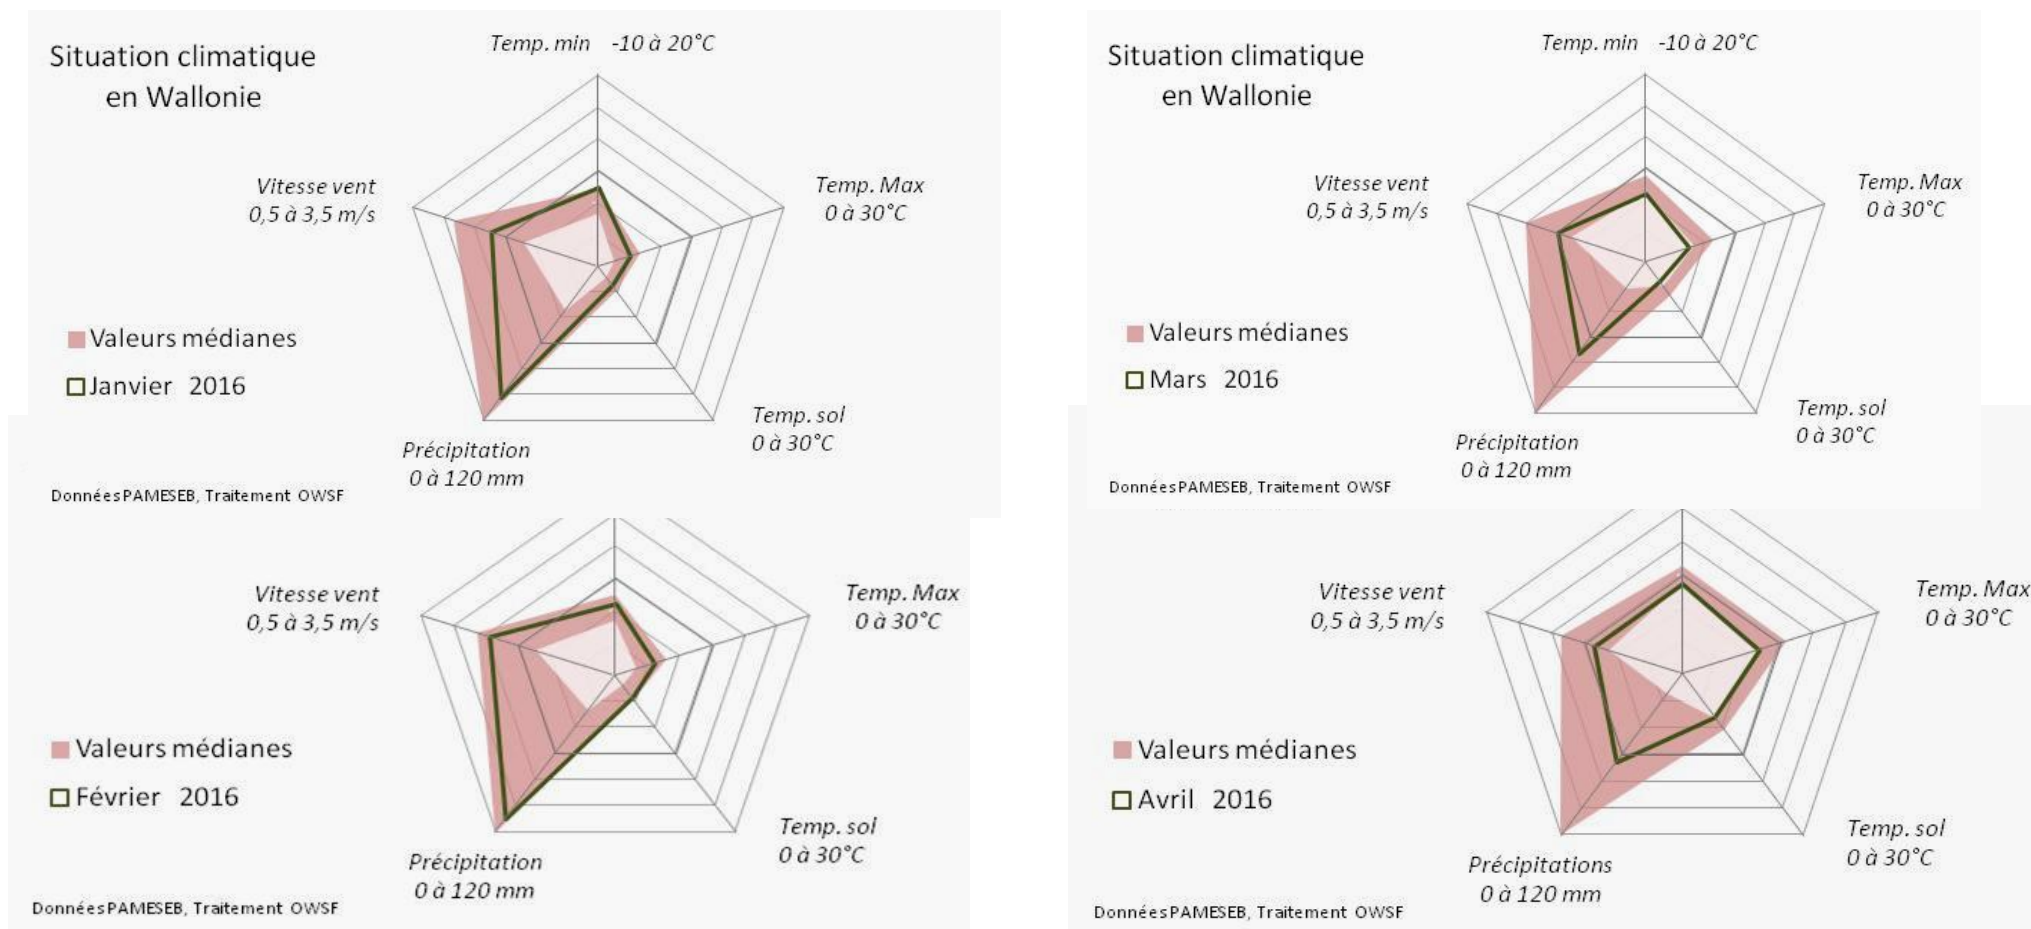 Situation climatique
en Wallonie
Temp. min -10 à 20°C
Temp. Max
0 à 30°C
Vitesse vent
0,5 à 3,5 m/s
Valeurs médianes
Janvier 2016
Temp. sol
0 à 30°C
Précipitation
0 à 120 mm
Données PAMESEB, Traitement OWSF
Vitesse vent
0,5 à 3,5 m/s
Temp. Max
0 à 30°C
Valeurs médianes
Février 2016
Temp. sol
0 à 30°C
Précipitation
0 à 120 mm
Données PAMESEB, Traitement OWSF
Situation climatique
en Wallonie
Temp. min -10 à 20°C
Temp. Max
0 à 30°C
Vitesse vent
0,5 à 3,5 m/s
Valeurs médianes
Mars 2016
Temp. sol
0 à 30°C
Précipitation
0 à 120 mm
Données PAMESEB, Traitement OWSF
Vitesse vent
0,5 à 3,5 m/s
Temp. Max
0 à 30°C
Valeurs médianes
Avril 2016
Temp. sol
0 à 30°C
Précipitations
0 à 120 mm
Données PAMESEB, Traitement OWSF